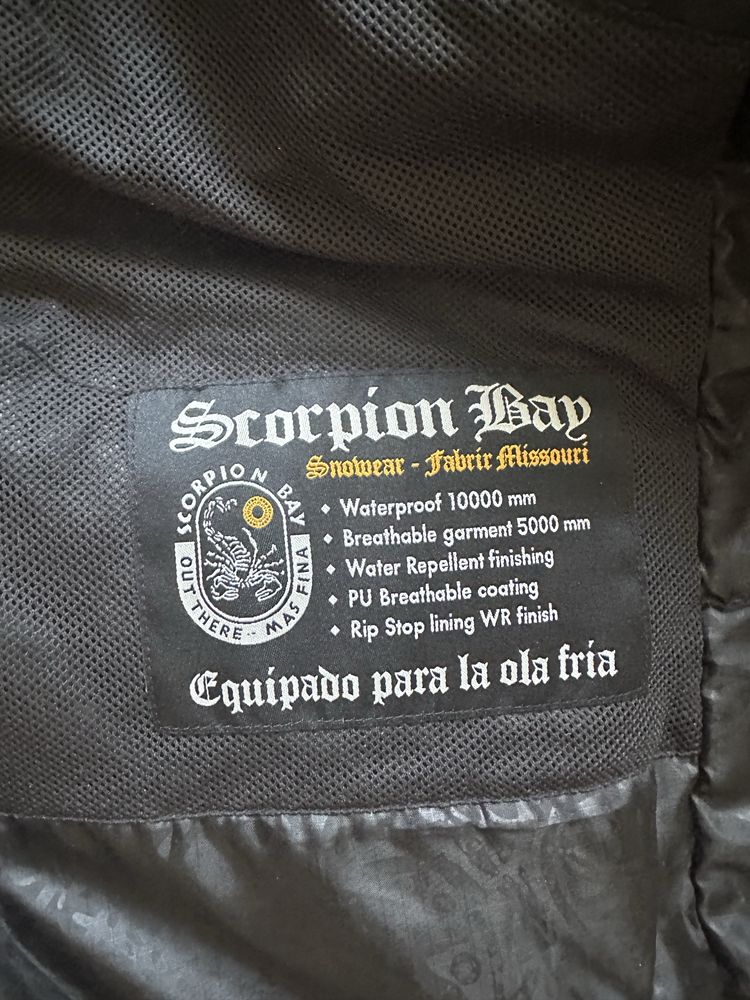 Scorpion Bay
Snowear - Fabrir Missouri
SCORPION BAY
OUT THERE - MAS FINA
Waterproof 10000 mm
Breathable garment 5000 mm
Water Repellent finishing
PU Breathable coating
Rip Stop lining WR finish
Equipado para la ola fria